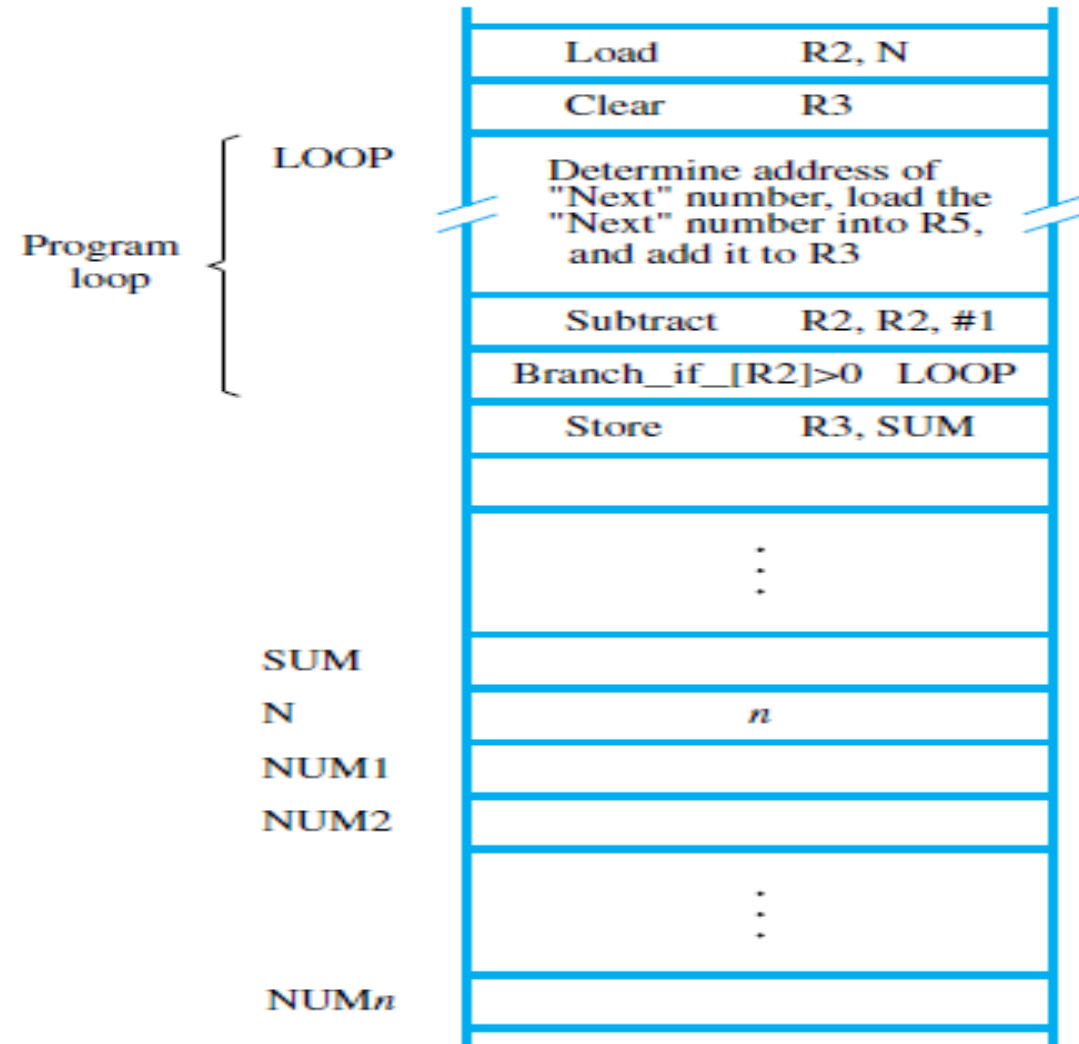 Load R2, N
Clear R3
LOOP
Determine address of
"Next" number, load the
"Next" number into R5,
and add it to R3
Program
loop
Subtract R2, R2, #1
Branch_if_[R2]>0 LOOP
Store R3, SUM
SUM
N n
NUM1
NUM2
NUMn